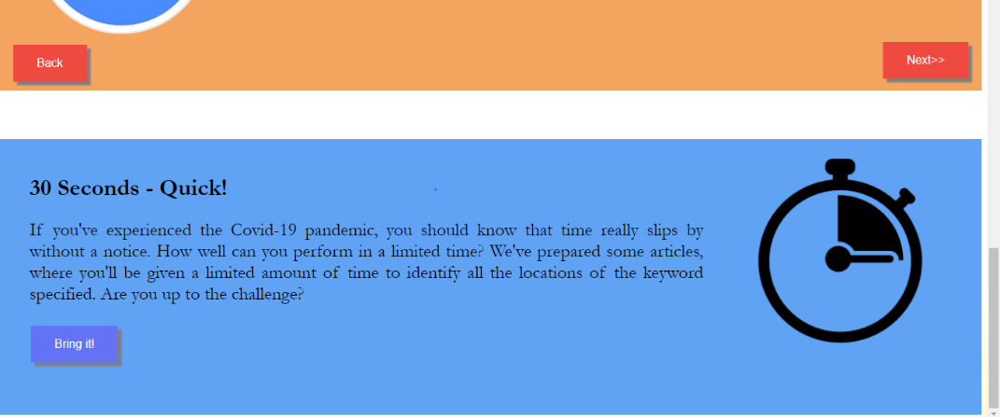 Back
Next>>
30 Seconds - Quick!
If you've experienced the Covid-19 pandemic, you should know that time really slips by
without a notice. How well can you perform in a limited time? We've prepared some articles,
where you'll be given a limited amount of time to identify all the locations of the keyword
specified. Are you up to the challenge?
Bring it!